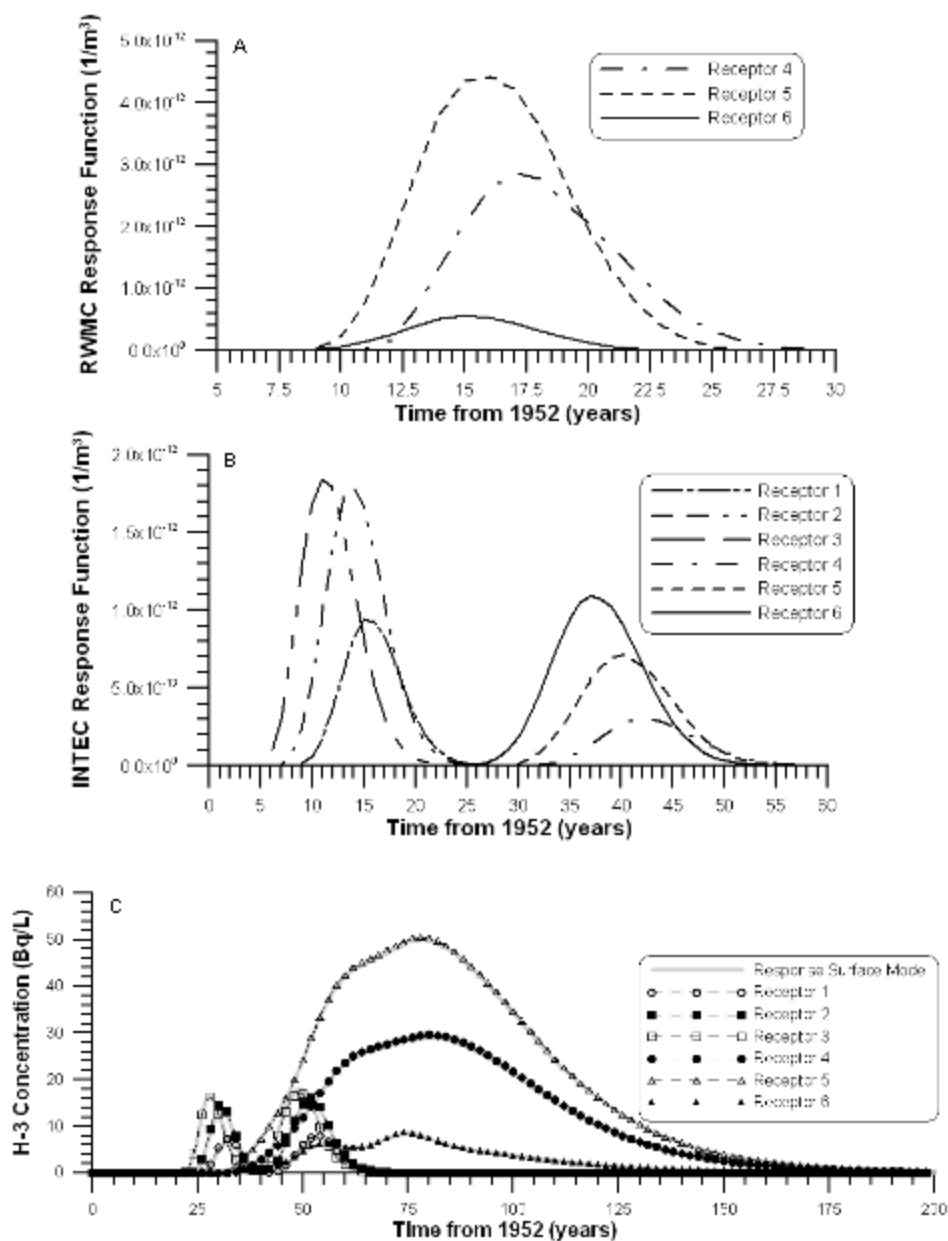 A
RWMC Response Function (1/m³)
5.0x10⁻¹²
4.0x10⁻¹²
3.0x10⁻¹²
2.0x10⁻¹²
1.0x10⁻¹²
0.0x10⁰
5 7.5 10 12.5 15 17.5 20 22.5 25 27.5 30
Time from 1952 (years)
Receptor 4
Receptor 5
Receptor 6
B
INTEC Response Function (1/m³)
2.0x10⁻¹²
1.5x10⁻¹²
1.0x10⁻¹²
5.0x10⁻¹³
0.0x10⁰
0 5 10 15 20 25 30 35 40 45 50 55 60
Time from 1952 (years)
Receptor 1
Receptor 2
Receptor 3
Receptor 4
Receptor 5
Receptor 6
C
H-3 Concentration (Bq/L)
60
50
40
30
20
10
0
0 25 50 75 100 125 150 175 200
Time from 1952 (years)
Response Surface Mode
Receptor 1
Receptor 2
Receptor 3
Receptor 4
Receptor 5
Receptor 6